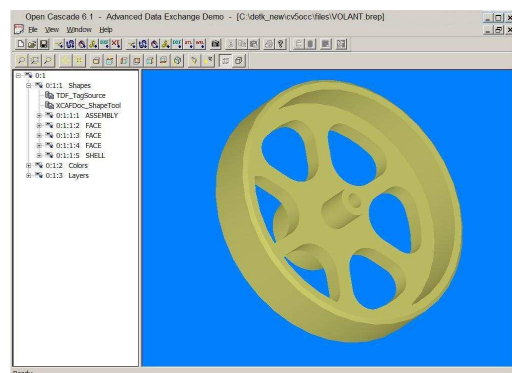 Open Cascade 6.1 - Advanced Data Exchange Demo - [C:\detk_new\cv5occ\files\VOLANT.brep]
File View Window Help
0:1
0:1:1 Shapes
TDF_TagSource
XCAFDoc_ShapeTool
0:1:1:1 ASSEMBLY
0:1:1:2 FACE
0:1:1:3 FACE
0:1:1:4 FACE
0:1:1:5 SHELL
0:1:2 Colors
0:1:3 Layers